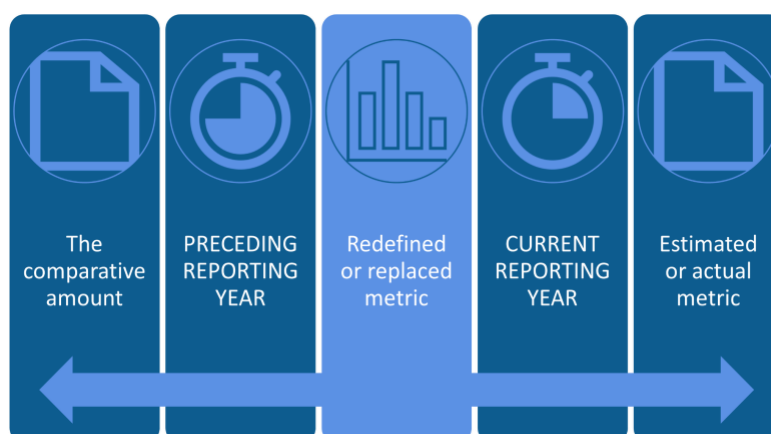 The
comparative
amount
PRECEDING
REPORTING
YEAR
Redefined
or replaced
metric
CURRENT
REPORTING
YEAR
Estimated
or actual
metric